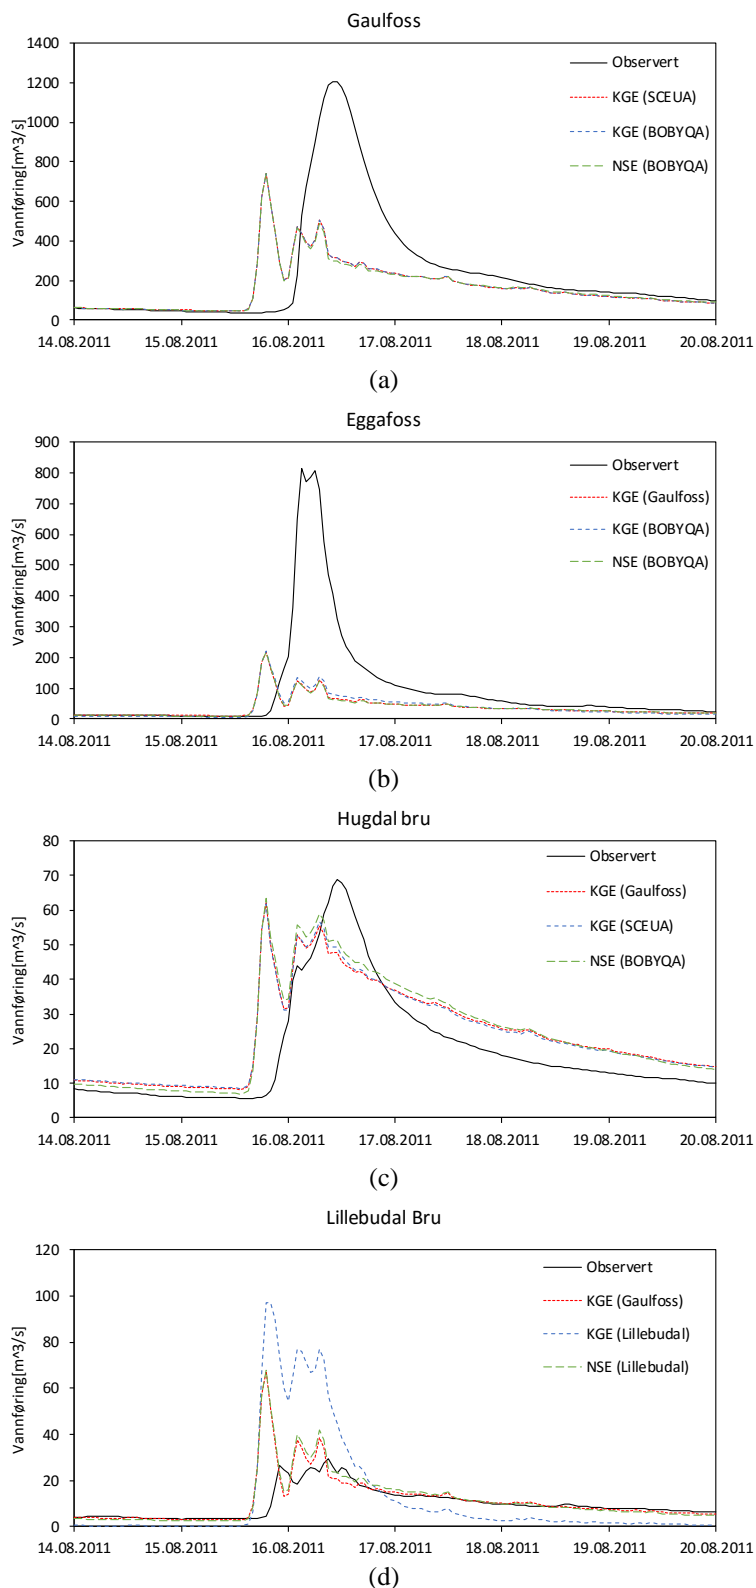 Gaulfoss
1400
1200
1000
800
600
400
200
0
Vannføring[m^3/s]
Observert
KGE (SCEUA)
KGE (BOBYQA)
NSE (BOBYQA)
14.08.2011 15.08.2011 16.08.2011 17.08.2011 18.08.2011 19.08.2011 20.08.2011
(a)
Eggafoss
900
800
700
600
500
400
300
200
100
0
Vannføring[m^3/s]
Observert
KGE (Gaulfoss)
KGE (BOBYQA)
NSE (BOBYQA)
14.08.2011 15.08.2011 16.08.2011 17.08.2011 18.08.2011 19.08.2011 20.08.2011
(b)
Hugdal bru
80
70
60
50
40
30
20
10
0
Vannføring[m^3/s]
Observert
KGE (Gaulfoss)
KGE (SCEUA)
NSE (BOBYQA)
14.08.2011 15.08.2011 16.08.2011 17.08.2011 18.08.2011 19.08.2011 20.08.2011
(c)
Lillebudal Bru
120
100
80
60
40
20
0
Vannføring[m^3/s]
Observert
KGE (Gaulfoss)
KGE (Lillebudal)
NSE (Lillebudal)
14.08.2011 15.08.2011 16.08.2011 17.08.2011 18.08.2011 19.08.2011 20.08.2011
(d)